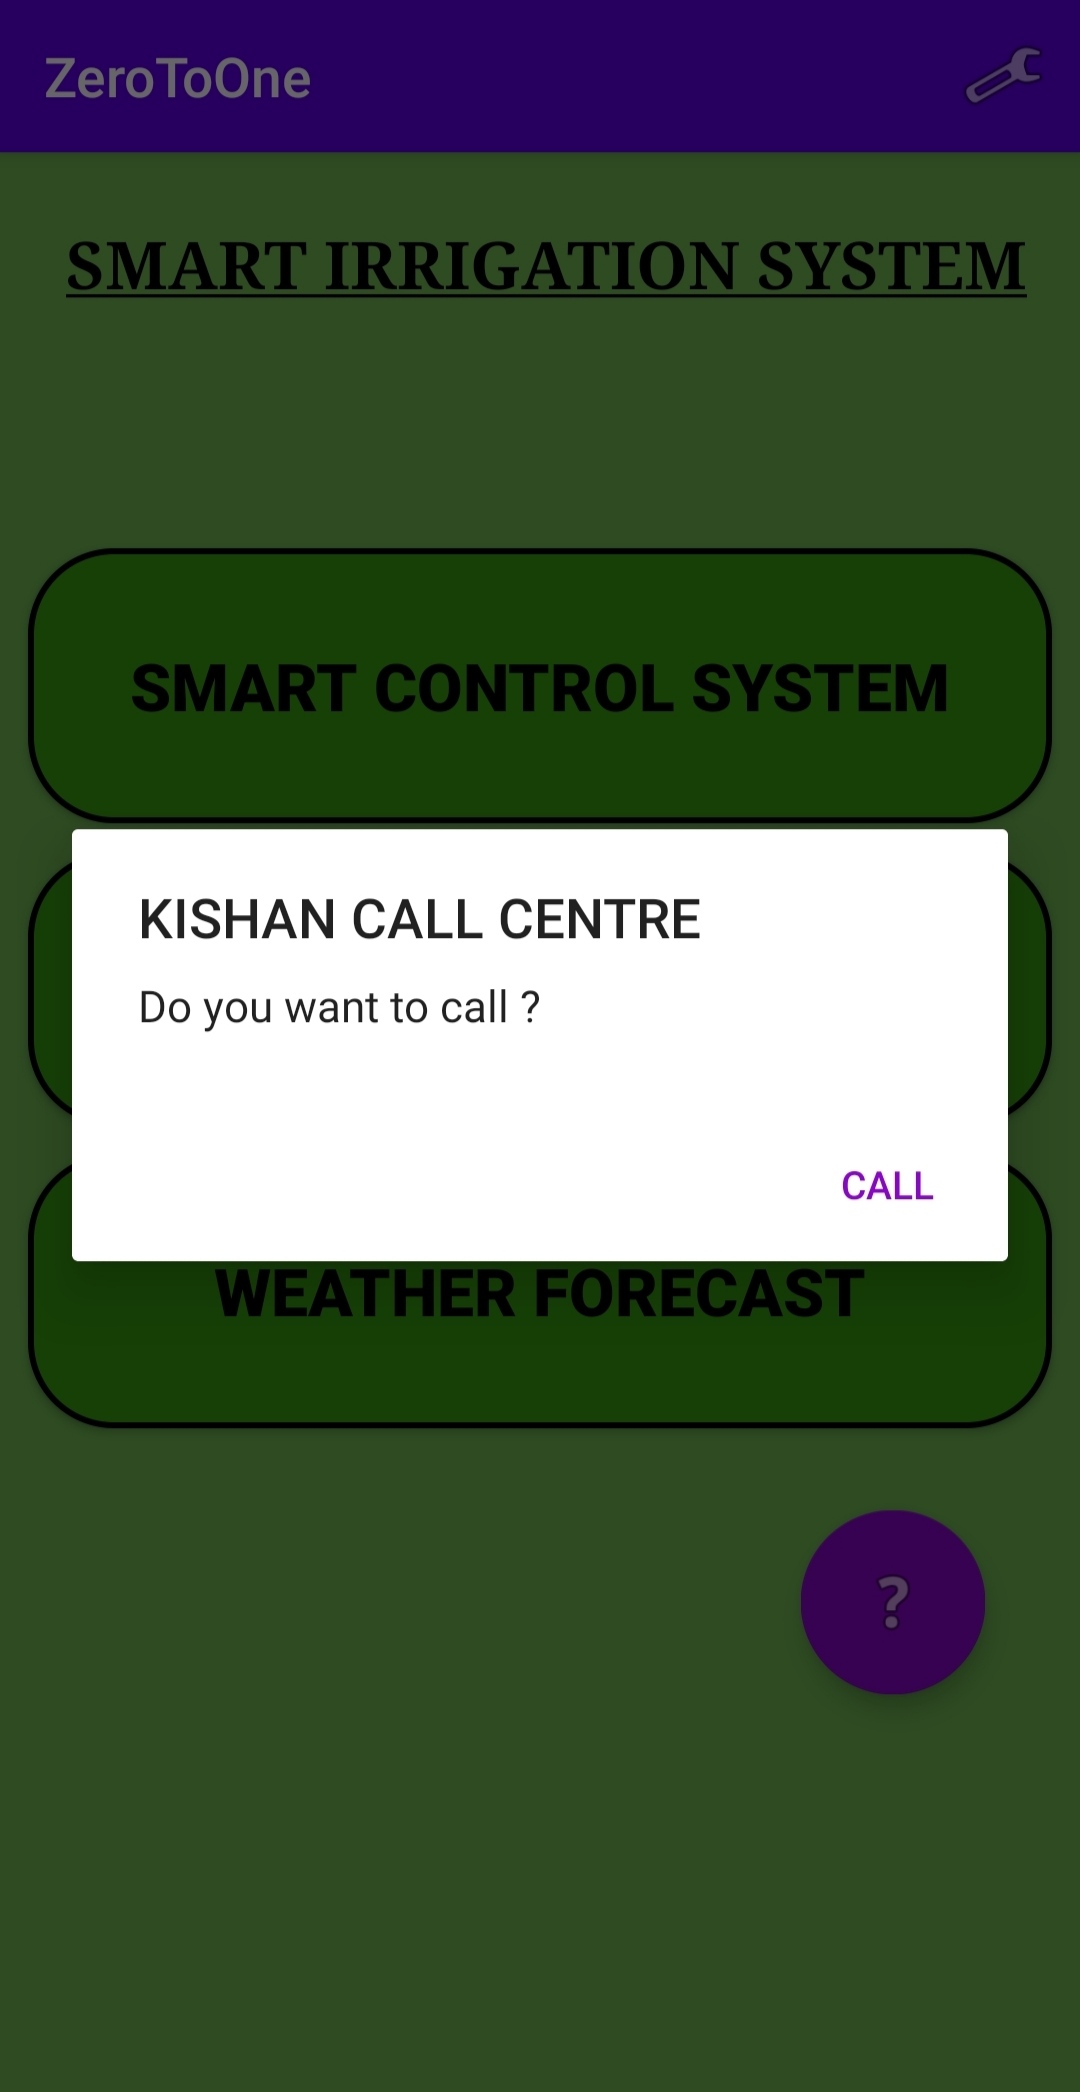 ZeroToOne
SMART IRRIGATION SYSTEM
SMART CONTROL SYSTEM
KISHAN CALL CENTRE
Do you want to call ?
CALL
WEATHER FORECAST
?